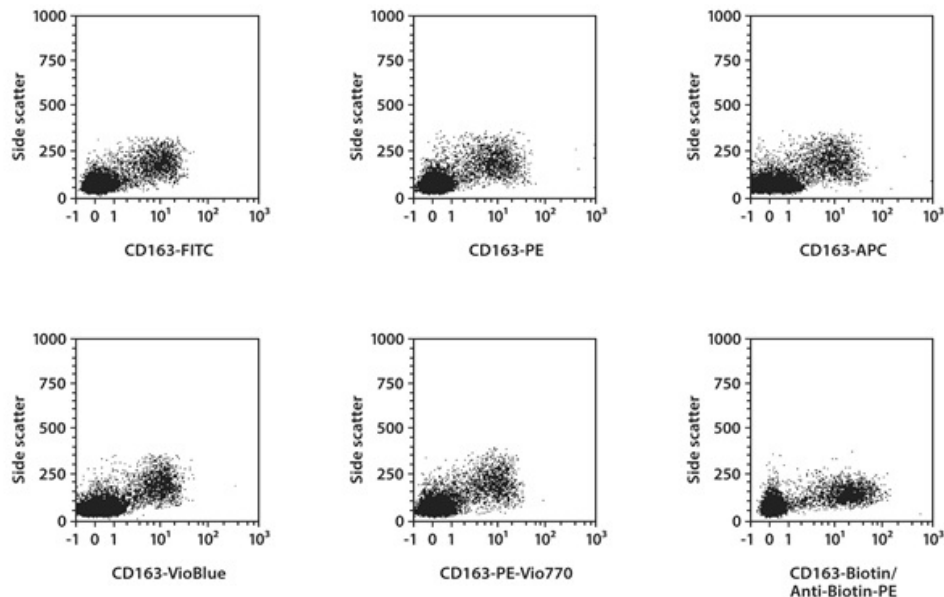 1000
750
500
250
0
Side scatter
-1 0 1 10¹ 10² 10³
CD163-FITC
1000
750
500
250
0
Side scatter
-1 0 1 10¹ 10² 10³
CD163-PE
1000
750
500
250
0
Side scatter
-1 0 1 10¹ 10² 10³
CD163-APC
1000
750
500
250
0
Side scatter
-1 0 1 10¹ 10² 10³
CD163-VioBlue
1000
750
500
250
0
Side scatter
-1 0 1 10¹ 10² 10³
CD163-PE-Vio770
1000
750
500
250
0
Side scatter
-1 0 1 10¹ 10² 10³
CD163-Biotin/
Anti-Biotin-PE